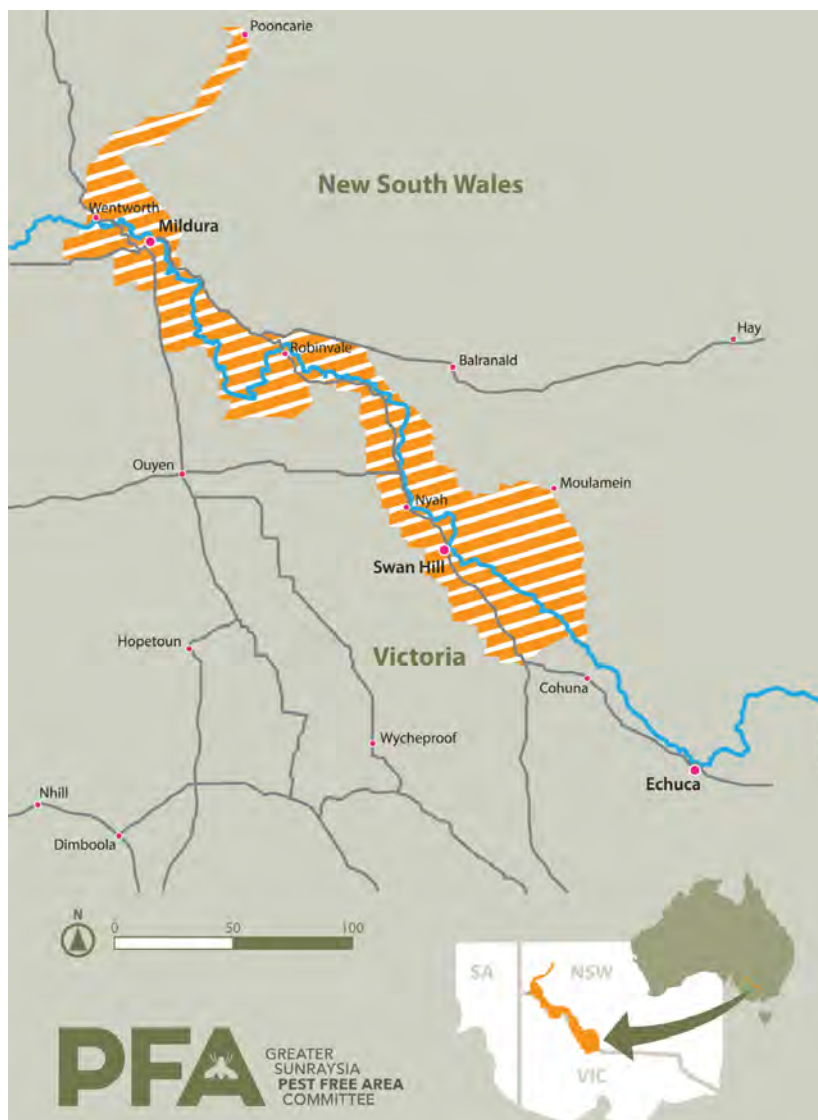 Pooncarie
New South Wales
Wentworth
Mildura
Hay
Robinvale
Balranald
Ouyen
Moulamein
Nyah
Swan Hill
Hopetoun
Victoria
Cohuna
Wycheproof
Echuca
Nhill
Dimboola
N
0 50 100
SA NSW
VIC
PFA
GREATER
SUNRAYSIA
PEST FREE AREA
COMMITTEE